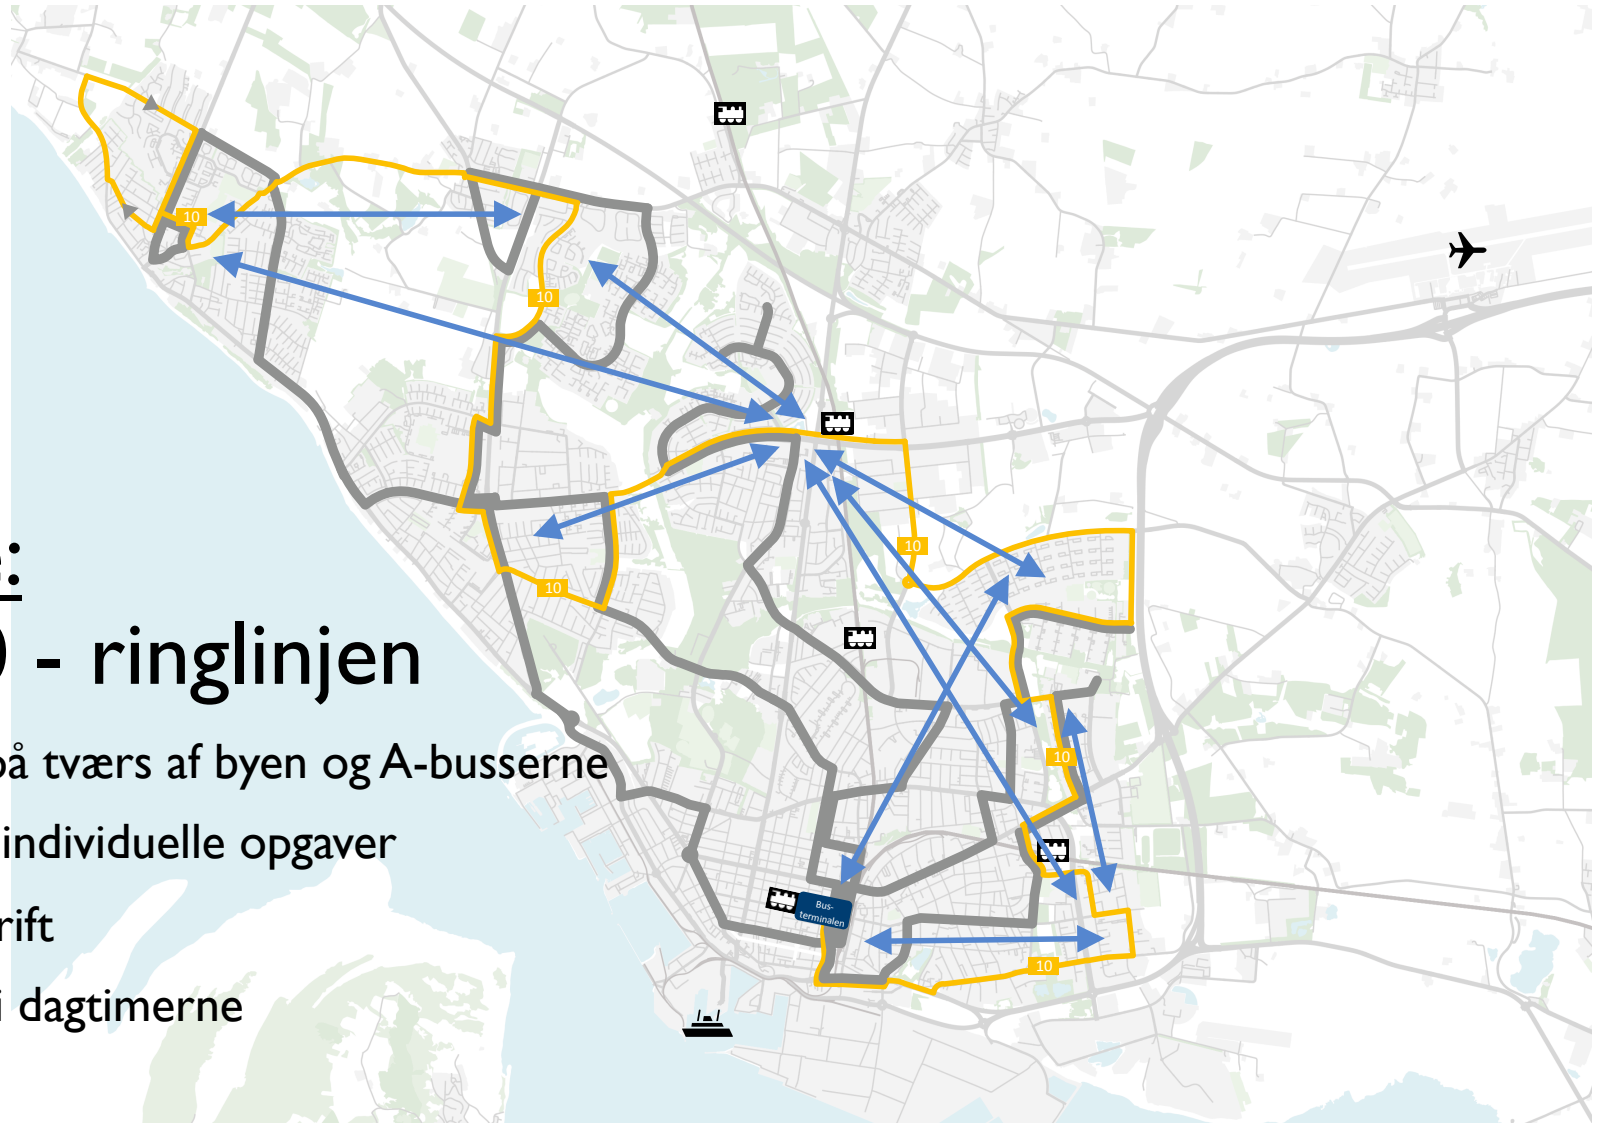 :
- ringlinjen
på tværs af byen og A-busserne
individuelle opgaver
rift
i dagtimerne
10
10
10
10
10
10
Bus-
terminalen